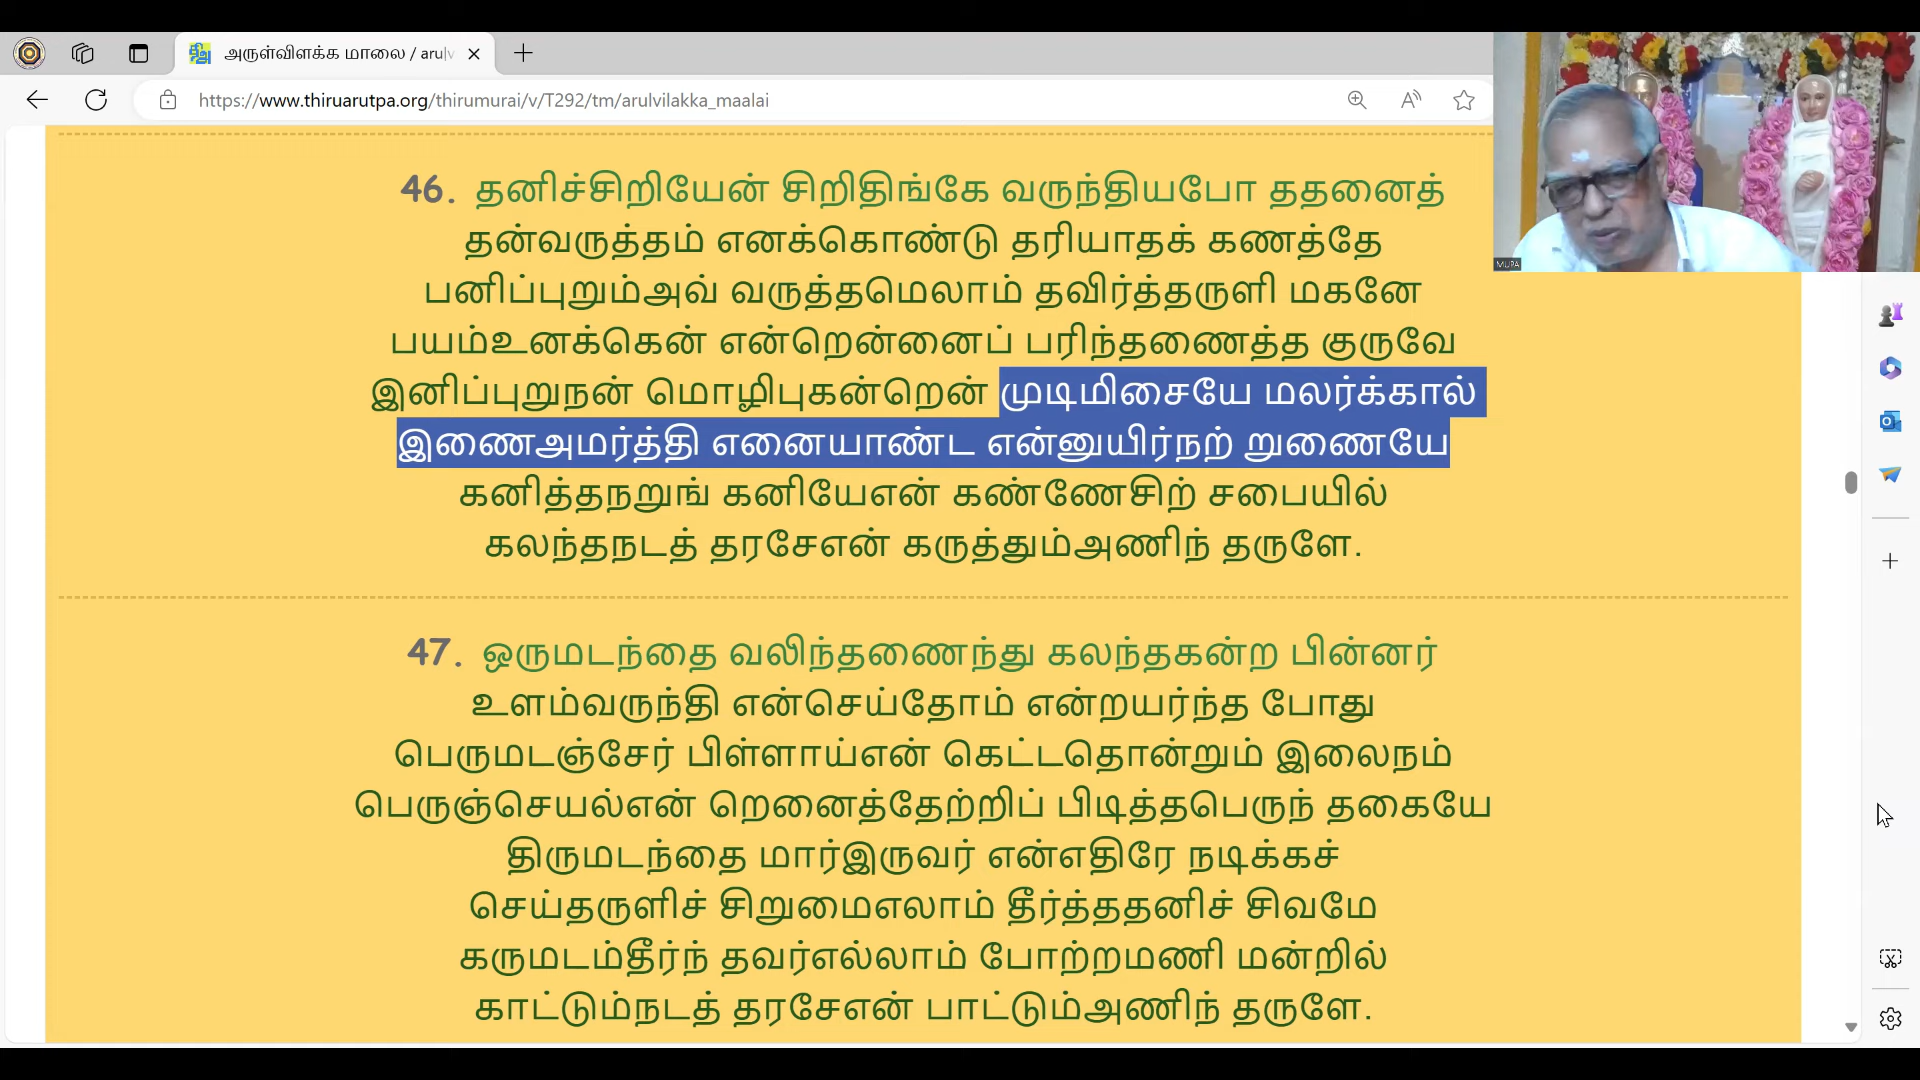 அருள்விளக்க மாலை / arulv
https://www.thiruarutpa.org/thirumurai/v/T292/tm/arulvilakka_maalai
MUPA
46. தனிச்சிறியேன் சிறிதிங்கே வருந்தியபோ ததனைத்
தன்வருத்தம் எனக்கொண்டு தரியாதக் கணத்தே
பனிப்புறும்அவ் வருத்தமெலாம் தவிர்த்தருளி மகனே
பயம்உனக்கென் என்றென்னைப் பரிந்தணைத்த குருவே
இனிப்புறுநன் மொழிபுகன்றென் முடிமிசையே மலர்க்கால்
இணைஅமர்த்தி எனையாண்ட என்னுயிர்நற் றுணையே
கனித்தநறுங் கனியேஎன் கண்ணேசிற் சபையில்
கலந்தநடத் தரசேஎன் கருத்தும்அணிந் தருளே.
47. ஒருமடந்தை வலிந்தணைந்து கலந்தகன்ற பின்னர்
உளம்வருந்தி என்செய்தோம் என்றயர்ந்த போது
பெருமடஞ்சேர் பிள்ளாய்என் கெட்டதொன்றும் இலைநம்
பெருஞ்செயல்என் றெனைத்தேற்றிப் பிடித்தபெருந் தகையே
திருமடந்தை மார்இருவர் என்எதிரே நடிக்கச்
செய்தருளிச் சிறுமைஎலாம் தீர்த்ததனிச் சிவமே
கருமடம்தீர்ந் தவர்எல்லாம் போற்றமணி மன்றில்
காட்டும்நடத் தரசேஎன் பாட்டும்அணிந் தருளே.